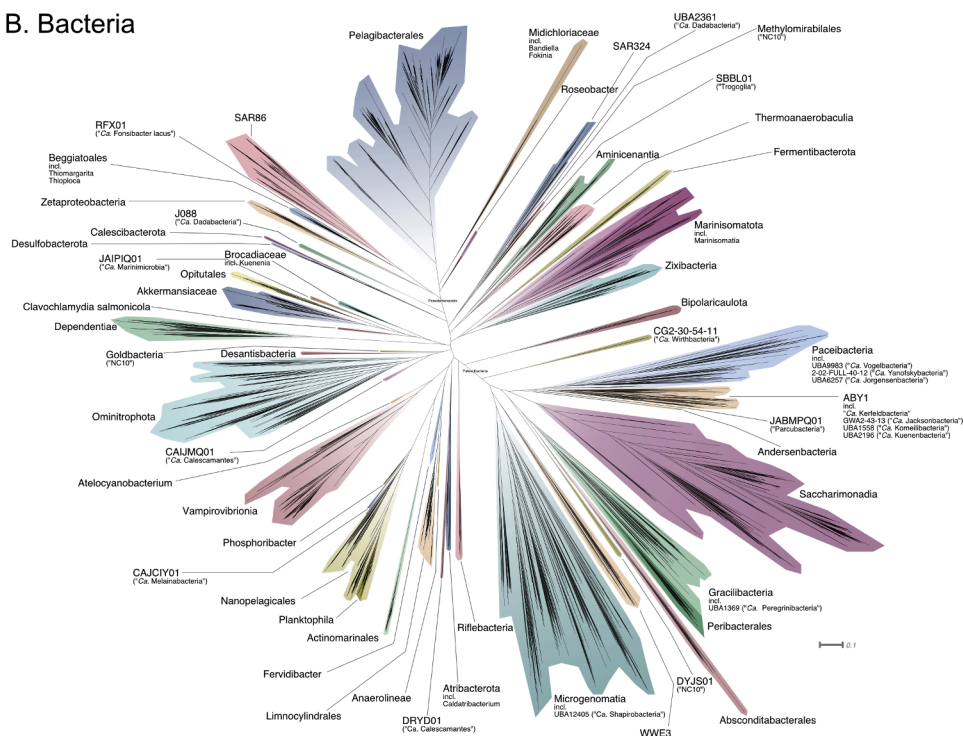 B. Bacteria
Pelagibacterales
Midichloriaceae
incl.
Bandiella
Fokinia
UBA2361
("Ca. Dadabacteria")
Methylomirabilales
("NC10")
SAR324
Roseobacter
SBBL01
("Trogoglia")
Thermoanaerobaculia
Aminicenantia
Fermentibacterota
Marinisomatota
incl.
Marinisomatia
Zixibacteria
Bipolaricaulota
CG2-30-54-11
("Ca. Wirthbacteria")
Paceibacteria
incl.
UBA9983 ("Ca. Vogelbacteria")
2-02-FULL-40-12 ("Ca. Yanofskybacteria")
UBA6257 ("Ca. Jorgensenbacteria")
ABY1
incl.
"Ca. Kerfeldbacteria"
GWA2-43-13 ("Ca. Jacksonbacteria")
UBA1558 ("Ca. Komeilibacteria")
UBA2196 ("Ca. Kuenenbacteria")
JABMPQ01
("Parcubacteria")
Andersenbacteria
Saccharimonadia
Gracilibacteria
incl.
UBA1369 ("Ca. Peregrinibacteria")
Peribacterales
0.1
DYJS01
("NC10")
Absconditabacterales
WWE3
Microgenomatia
incl.
UBA12405 ("Ca. Shapirobacteria")
Riflebacteria
Atribacterota
incl.
Caldatribacterium
DRYD01
("Ca. Calescamantes")
Anaerolineae
Limnocylindrales
Fervidibacter
Actinomarinales
Planktophila
Nanopelagicales
CAJCIY01
("Ca. Melainabacteria")
Phosphoribacter
Vampirovibrionia
Atelocyanobacterium
CAIJMQ01
("Ca. Calescamantes")
Ominitrophota
Desantisbacteria
Goldbacteria
("NC10")
Dependentiae
Clavochlamydia salmonicola
Akkermansiaceae
Opitutales
Brocadiaceae
incl. Kuenenia
JAIPIQ01
("Ca. Marinimicrobia")
Desulfobacterota
Calescibacterota
J088
("Ca. Dadabacteria")
Zetaproteobacteria
Beggiatoales
incl.
Thiomargarita
Thioploca
RFX01
("Ca. Fonsibacter lacus")
SAR86